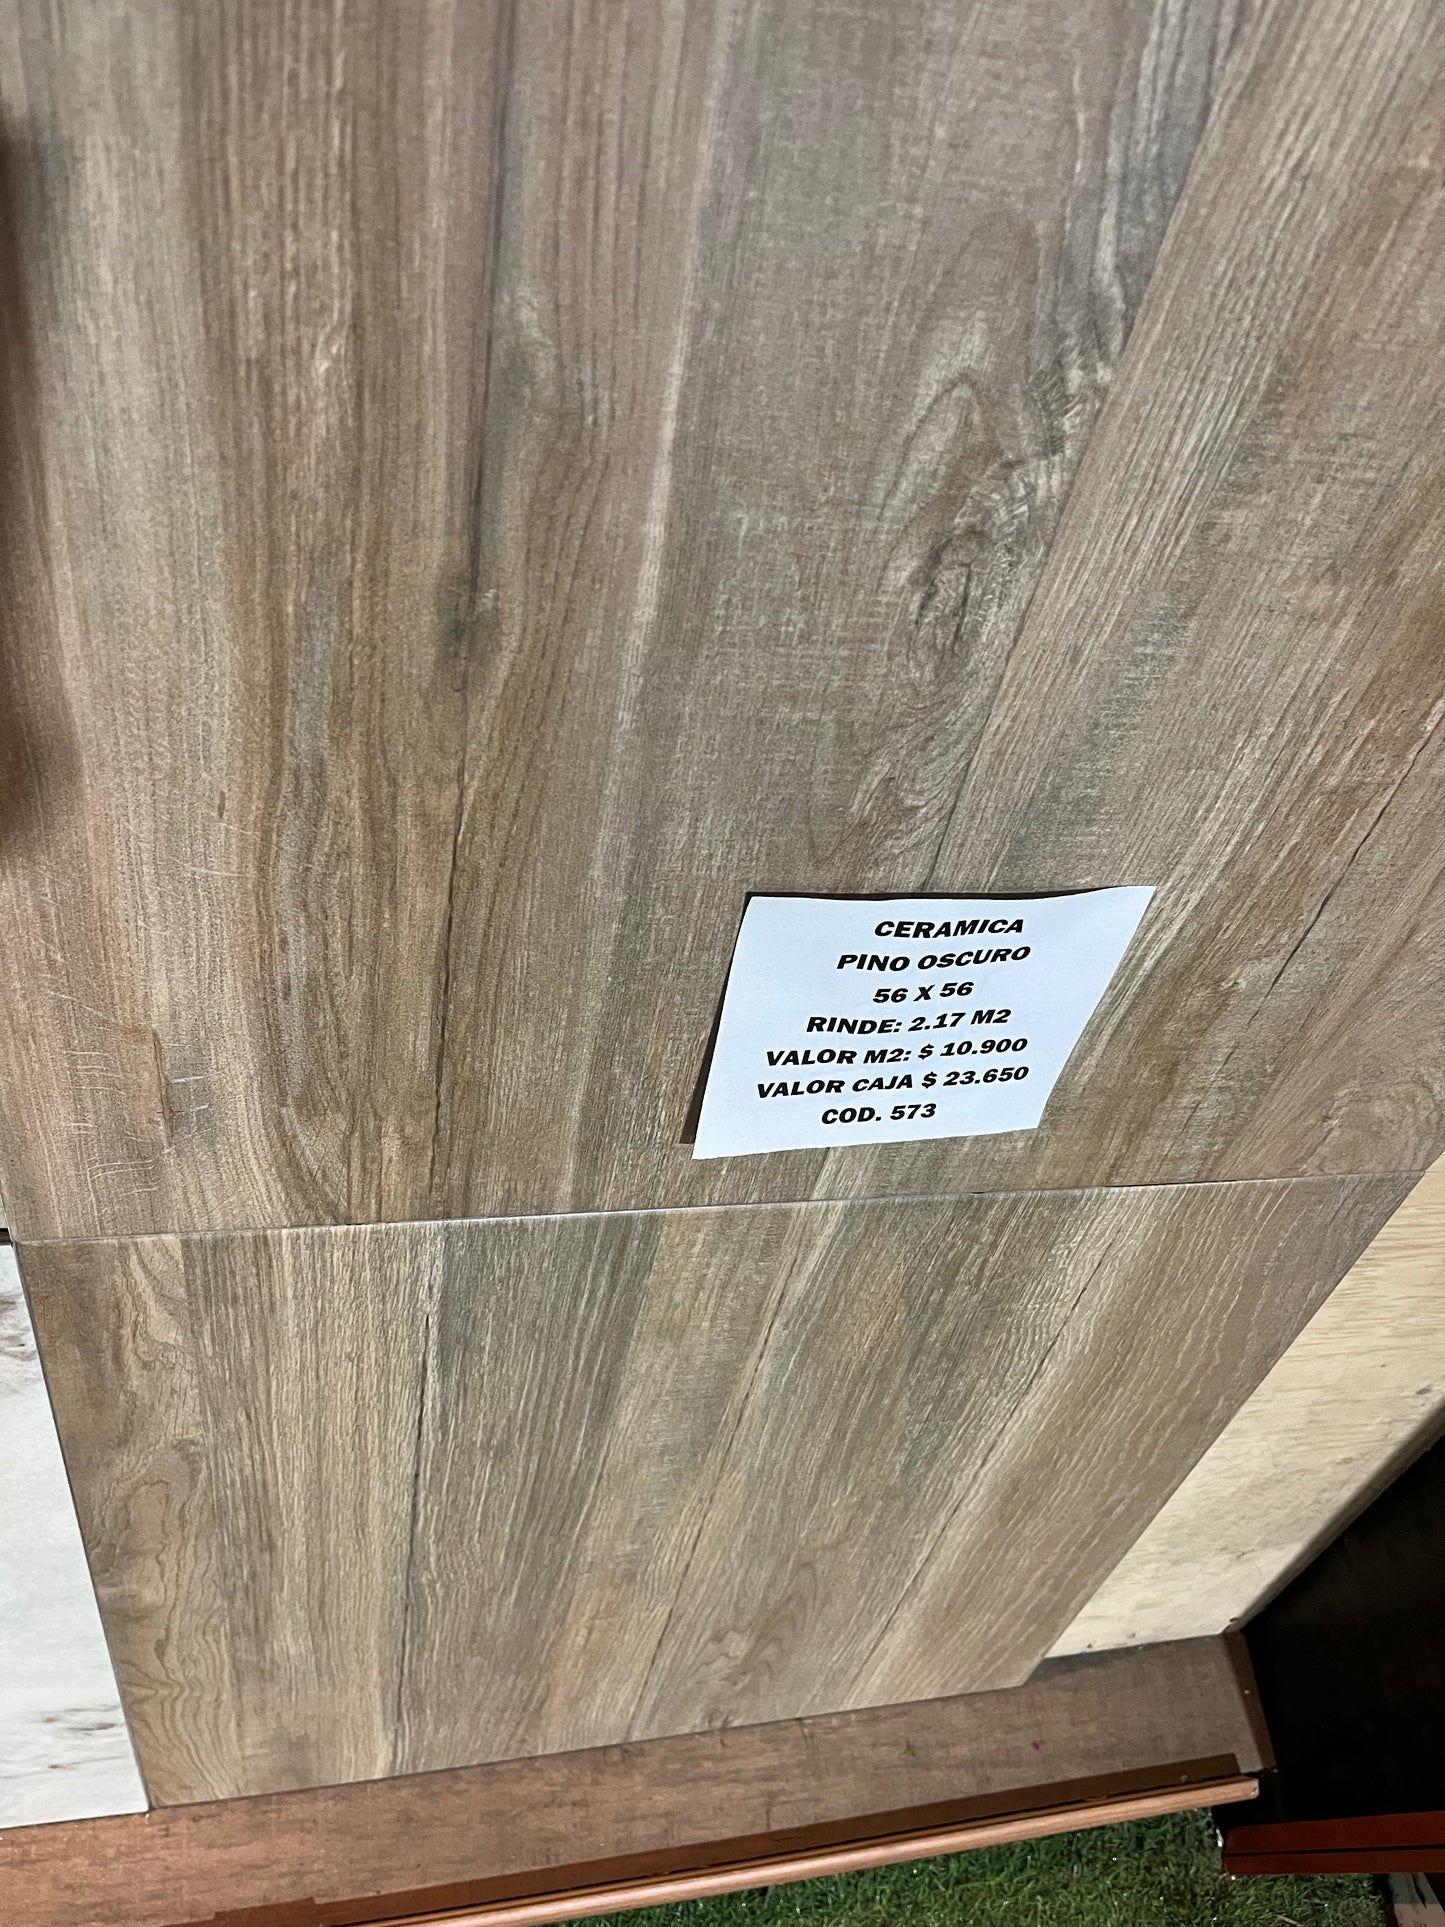 CERAMICA
PINO OSCURO
56 X 56
RINDE: 2.17 M2
VALOR M2: $ 10.900
VALOR CAJA $ 23.650
COD. 573